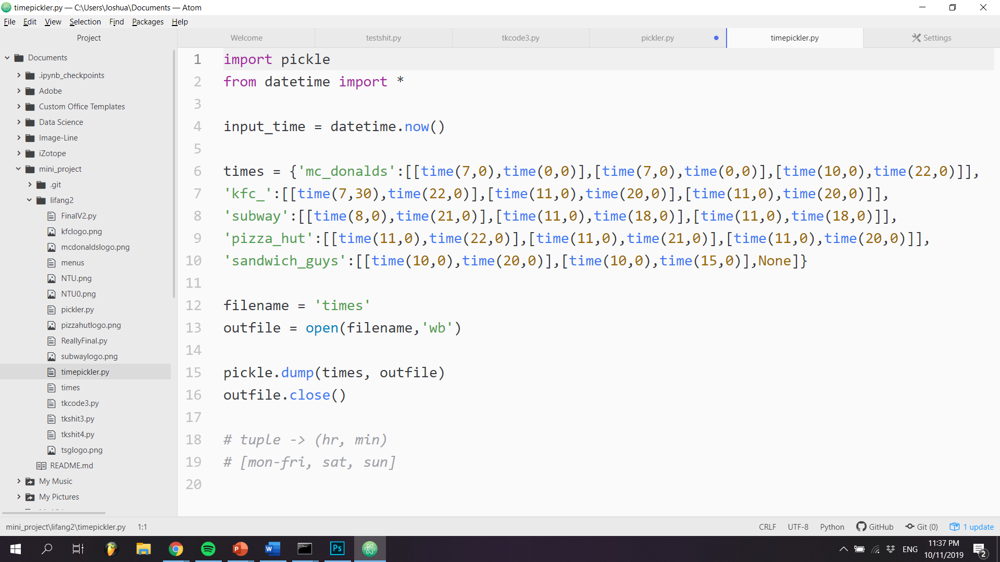 timepickler.py — C:\Users\Joshua\Documents — Atom
File Edit View Selection Find Packages Help
Project
Welcome testshit.py tkcode3.py pickler.py timepickler.py Settings
Documents
.ipynb_checkpoints
Adobe
Custom Office Templates
Data Science
Image-Line
iZotope
mini_project
.git
lifang2
FinalV2.py
kfclogo.png
mcdonaldslogo.png
menus
NTU.png
NTU0.png
pickler.py
pizzahutlogo.png
ReallyFinal.py
subwaylogo.png
timepickler.py
times
tkcode3.py
tkshit3.py
tkshit4.py
tsglogo.png
README.md
My Music
My Pictures
1 import pickle
2 from datetime import *
3
4 input_time = datetime.now()
5
6 times = {'mc_donalds':[[time(7,0),time(0,0)],[time(7,0),time(0,0)],[time(10,0),time(22,0)]],
7 'kfc_':[[time(7,30),time(22,0)],[time(11,0),time(20,0)],[time(11,0),time(20,0)]],
8 'subway':[[time(8,0),time(21,0)],[time(11,0),time(18,0)],[time(11,0),time(18,0)]],
9 'pizza_hut':[[time(11,0),time(22,0)],[time(11,0),time(21,0)],[time(11,0),time(20,0)]],
10 'sandwich_guys':[[time(10,0),time(20,0)],[time(10,0),time(15,0)],None]}
11
12 filename = 'times'
13 outfile = open(filename,'wb')
14
15 pickle.dump(times, outfile)
16 outfile.close()
17
18 # tuple -> (hr, min)
19 # [mon-fri, sat, sun]
20
mini_project\lifang2\timepickler.py 1:1 CRLF UTF-8 Python GitHub Git (0) 1 update
P W Ps ENG
11:37 PM
10/11/2019
2